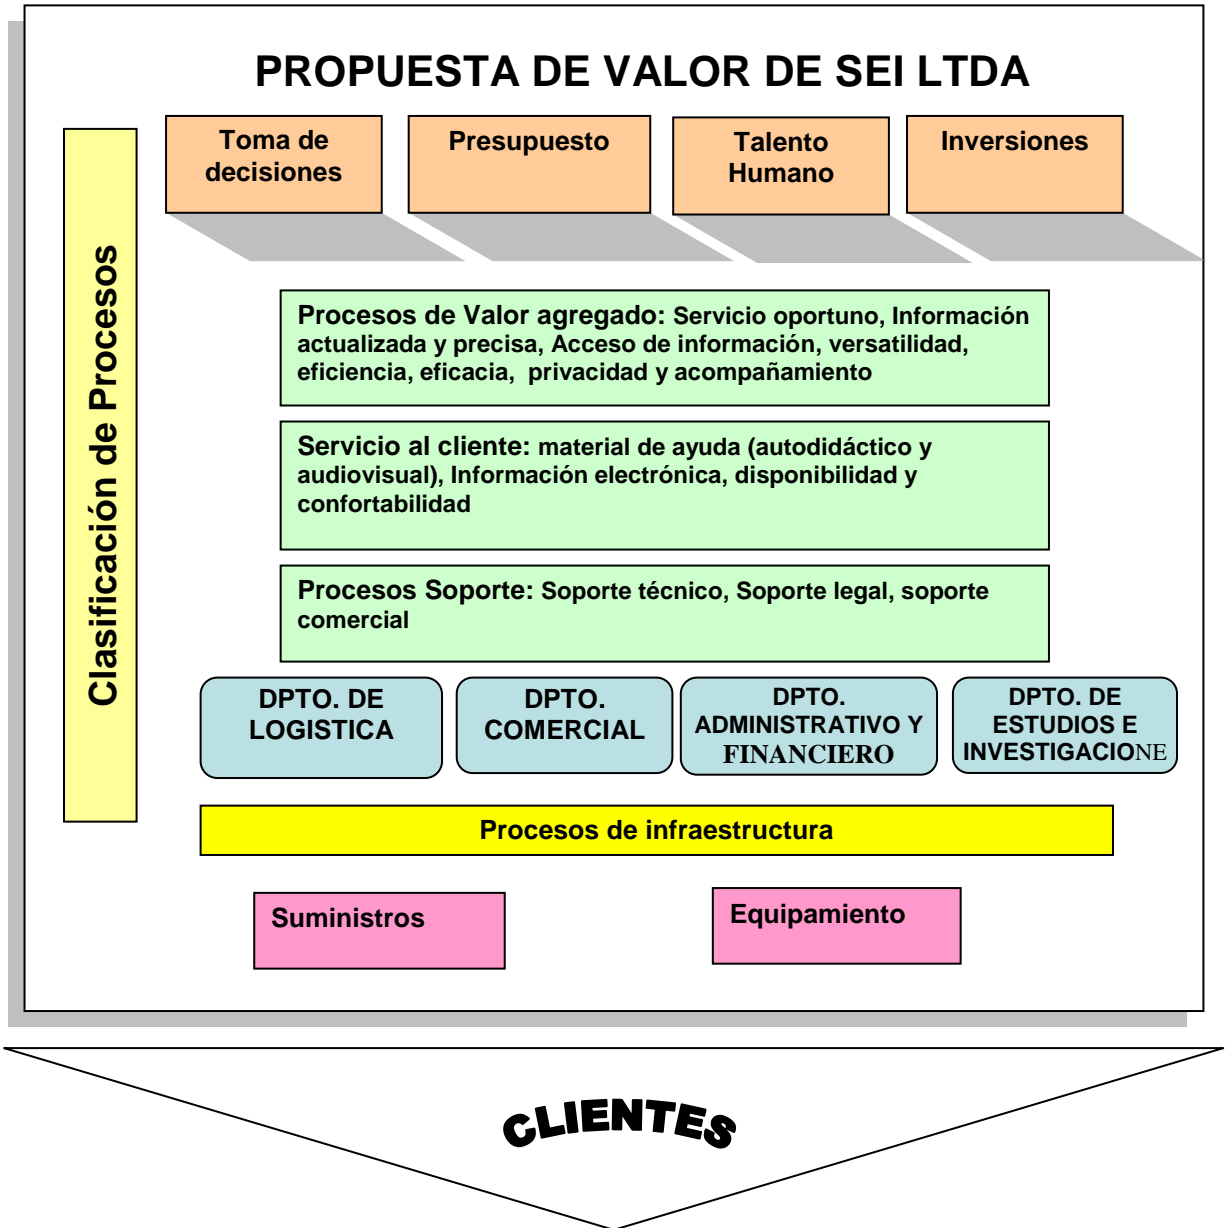 PROPUESTA DE VALOR DE SEI LTDA
Toma de
decisiones
Presupuesto
Talento
Humano
Inversiones
Clasificación de Procesos
Procesos de Valor agregado: Servicio oportuno, Información
actualizada y precisa, Acceso de información, versatilidad,
eficiencia, eficacia, privacidad y acompañamiento
Servicio al cliente: material de ayuda (autodidáctico y
audiovisual), Información electrónica, disponibilidad y
confortabilidad
Procesos Soporte: Soporte técnico, Soporte legal, soporte
comercial
DPTO. DE
LOGISTICA
DPTO.
COMERCIAL
DPTO.
ADMINISTRATIVO Y
FINANCIERO
DPTO. DE
ESTUDIOS E
INVESTIGACIONE
Procesos de infraestructura
Suministros
Equipamiento
CLIENTES